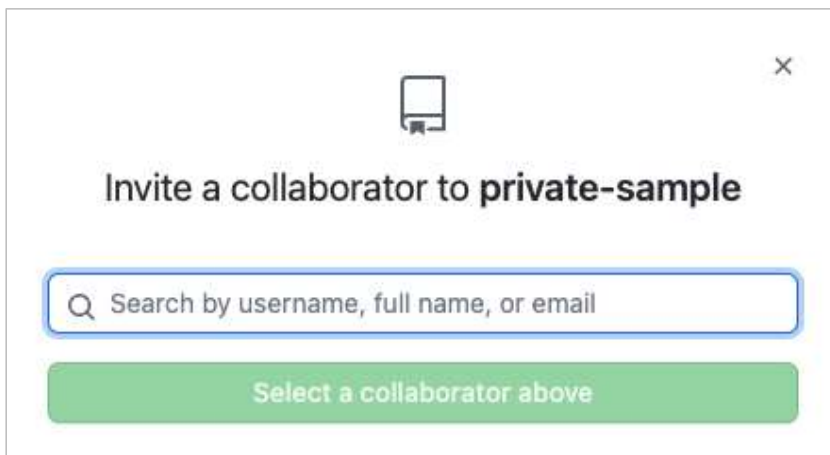 Invite a collaborator to private-sample
Search by username, full name, or email
Select a collaborator above